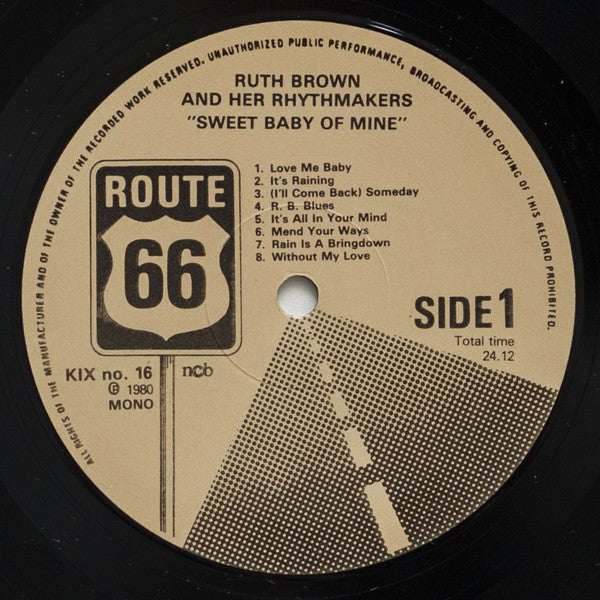 ALL RIGHTS OF THE MANUFACTURER AND OF THE OWNER OF THE RECORDED WORK RESERVED. UNAUTHORIZED PUBLIC PERFORMANCE, BROADCASTING AND COPYING OF THIS RECORD PROHIBITED.
RUTH BROWN
AND HER RHYTHMAKERS
"SWEET BABY OF MINE"
ROUTE
66
1. Love Me Baby
2. It's Raining
3. (I'll Come Back) Someday
4. R. B. Blues
5. It's All In Your Mind
6. Mend Your Ways
7. Rain Is A Bringdown
8. Without My Love
SIDE 1
Total time
24.12
KIX no. 16
ncb
℗ 1980
MONO